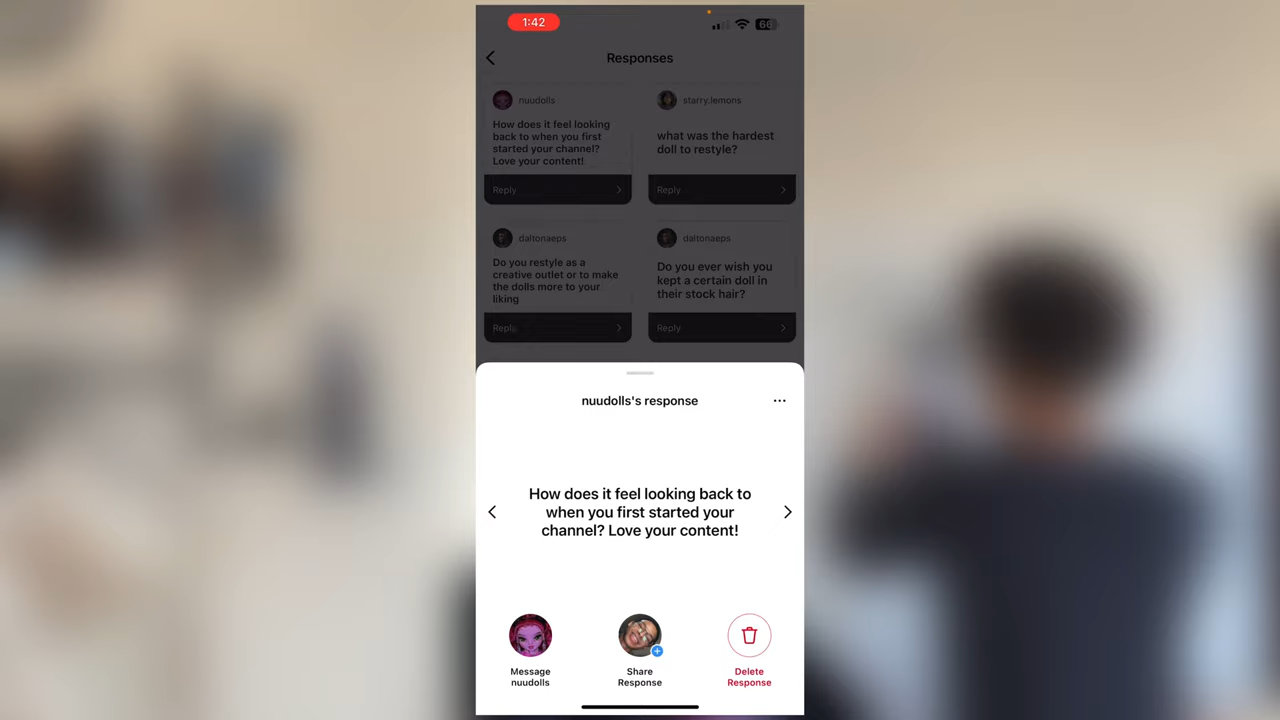 1:42
66
Responses
nuudolls
How does it feel looking
back to when you first
started your channel?
Love your content!
Reply
starry.lemons
what was the hardest
doll to restyle?
Reply
daltonaeps
Do you restyle as a
creative outlet or to make
the dolls more to your
liking
Reply
daltonaeps
Do you ever wish you
kept a certain doll in
their stock hair?
Reply
nuudolls's response
How does it feel looking back to
when you first started your
channel? Love your content!
Message
nuudolls
Share
Response
Delete
Response